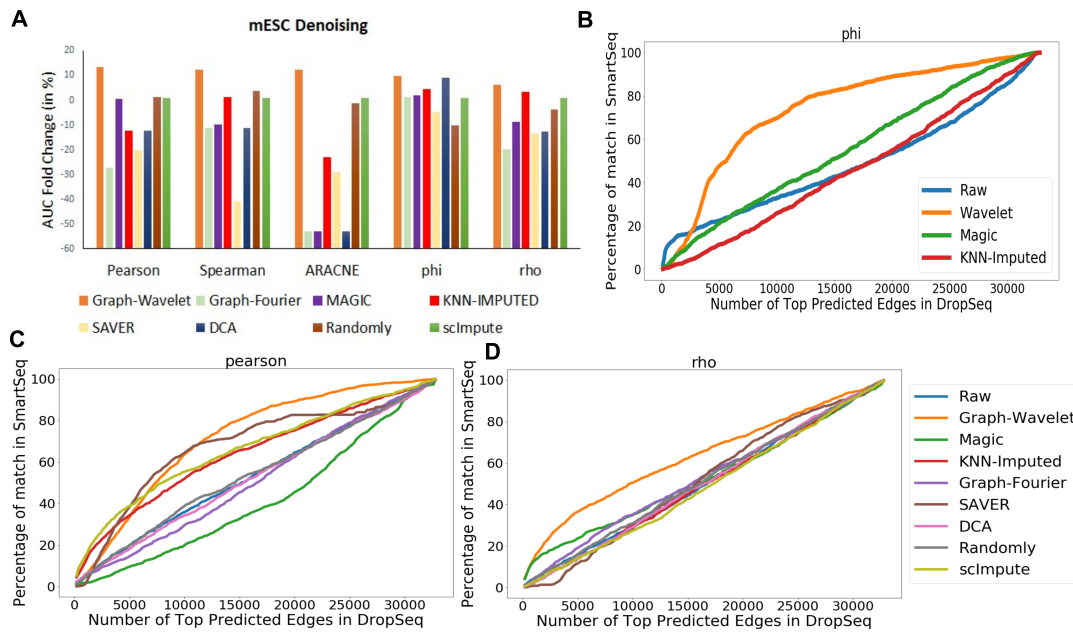 A
mESC Denoising
AUC Fold Change (in %)
20
10
0
-10
-20
-30
-40
-50
-60
Pearson Spearman ARACNE phi rho
Graph-Wavelet Graph-Fourier MAGIC KNN-IMPUTED
SAVER DCA Randomly scImpute
B
phi
Percentage of match in SmartSeq
100
80
60
40
20
0
Raw
Wavelet
Magic
KNN-Imputed
0 5000 10000 15000 20000 25000 30000
Number of Top Predicted Edges in DropSeq
C
pearson
Percentage of match in SmartSeq
100
80
60
40
20
0
0 5000 10000 15000 20000 25000 30000
Number of Top Predicted Edges in DropSeq
D
rho
Percentage of match in SmartSeq
100
80
60
40
20
0
0 5000 10000 15000 20000 25000 30000
Number of Top Predicted Edges in DropSeq
Raw
Graph-Wavelet
Magic
KNN-Imputed
Graph-Fourier
SAVER
DCA
Randomly
scImpute